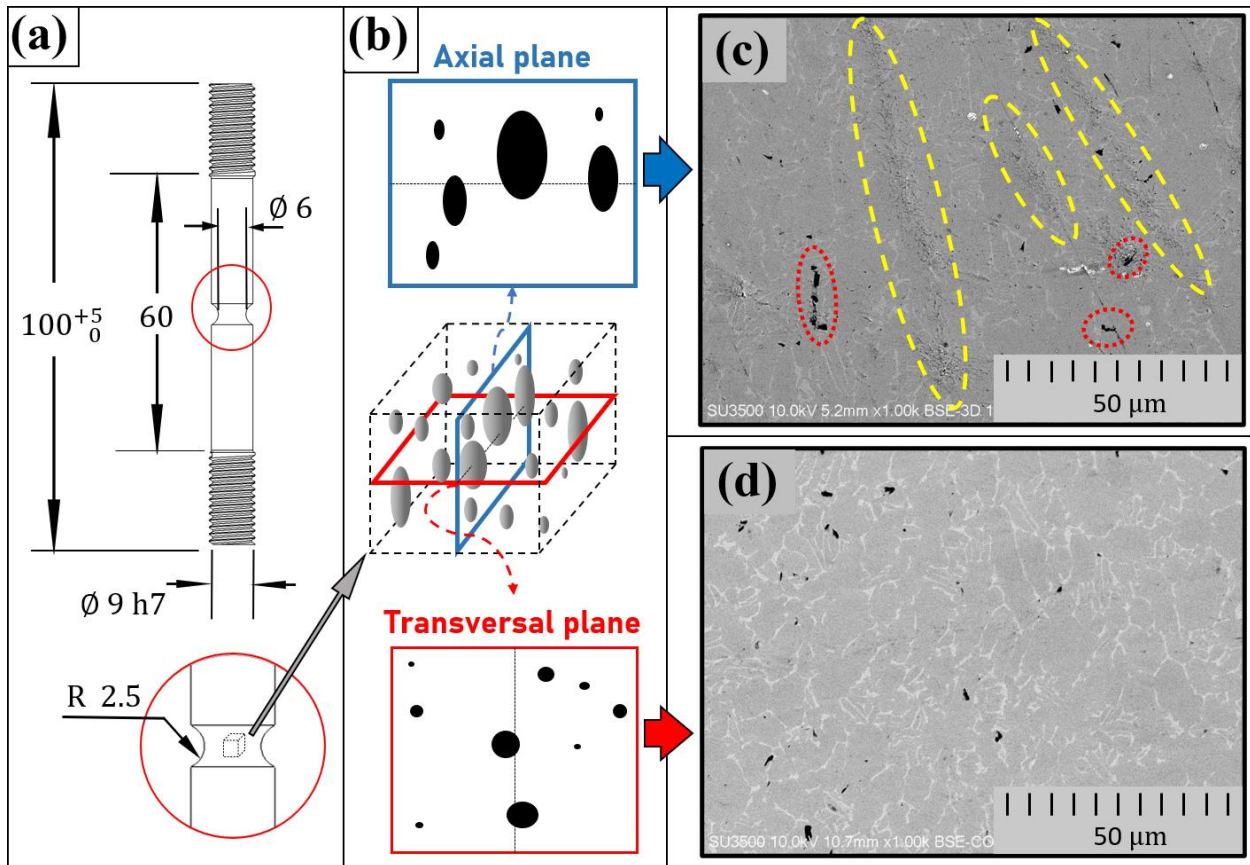 (a)
100 +5 0
60
Ø 6
Ø 9 h7
R 2.5
(b)
Axial plane
Transversal plane
(c)
50 μm
SU3500 10.0kV 5.2mm x1.00k BSE-3D 1
(d)
50 μm
SU3500 10.0kV 10.7mm x1.00k BSE-CO